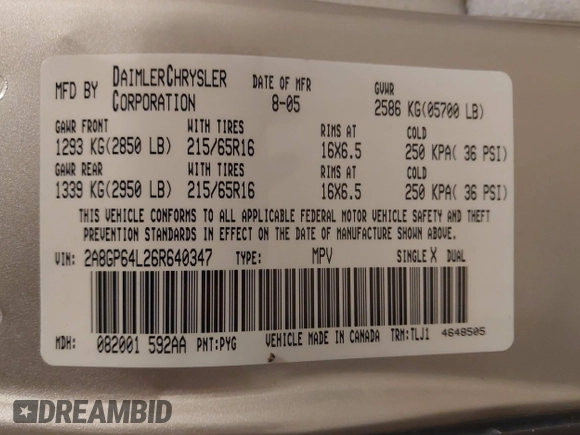 MFD BY DAIMLERCHRYSLER CORPORATION DATE OF MFR 8-05 GVWR 2586 KG(05700 LB)
GAWR FRONT WITH TIRES RIMS AT COLD
1293 KG(2850 LB) 215/65R16 16X6.5 250 KPA( 36 PSI)
GAWR REAR WITH TIRES RIMS AT COLD
1339 KG(2950 LB) 215/65R16 16X6.5 250 KPA( 36 PSI)
THIS VEHICLE CONFORMS TO ALL APPLICABLE FEDERAL MOTOR VEHICLE SAFETY AND THEFT
PREVENTION STANDARDS IN EFFECT ON THE DATE OF MANUFACTURE SHOWN ABOVE.
VIN: 2A8GP64L26R640347 TYPE: MPV SINGLE X DUAL
MDH: 082001 592AA PNT:PYG VEHICLE MADE IN CANADA TRM:TLJ1 4648505
DREAMBID